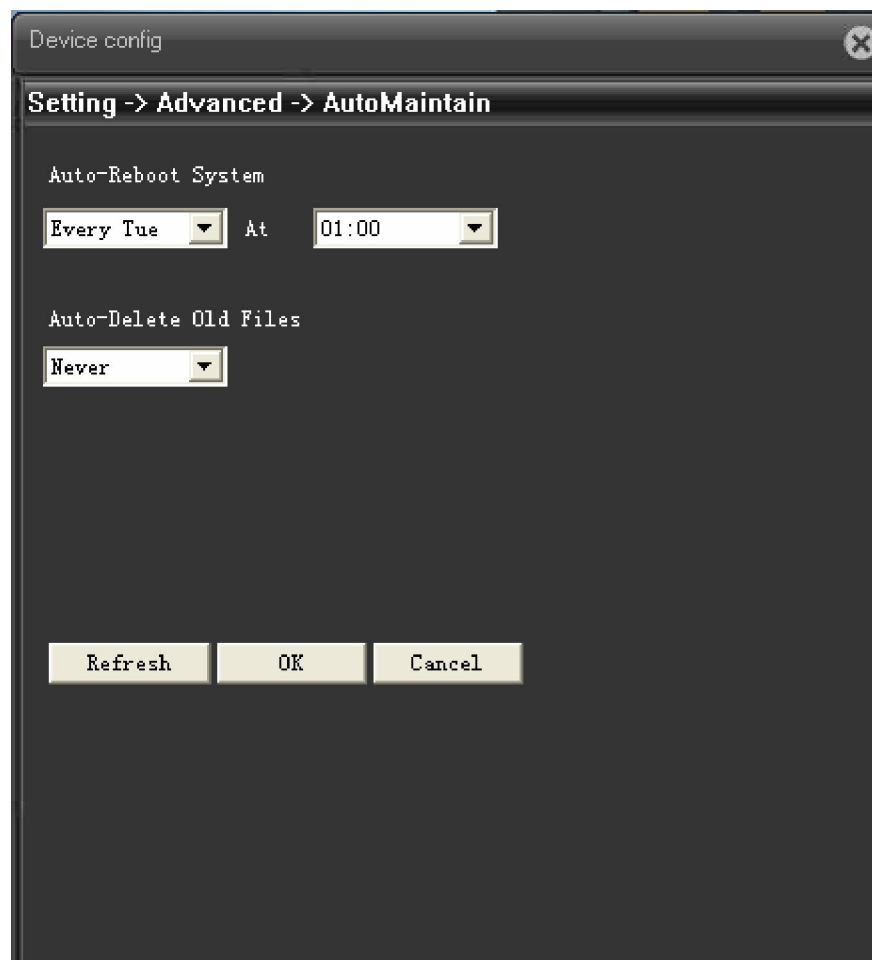 Device config
Setting -> Advanced -> AutoMaintain
Auto-Reboot System
Every Tue At 01:00
Auto-Delete Old Files
Never
Refresh OK Cancel